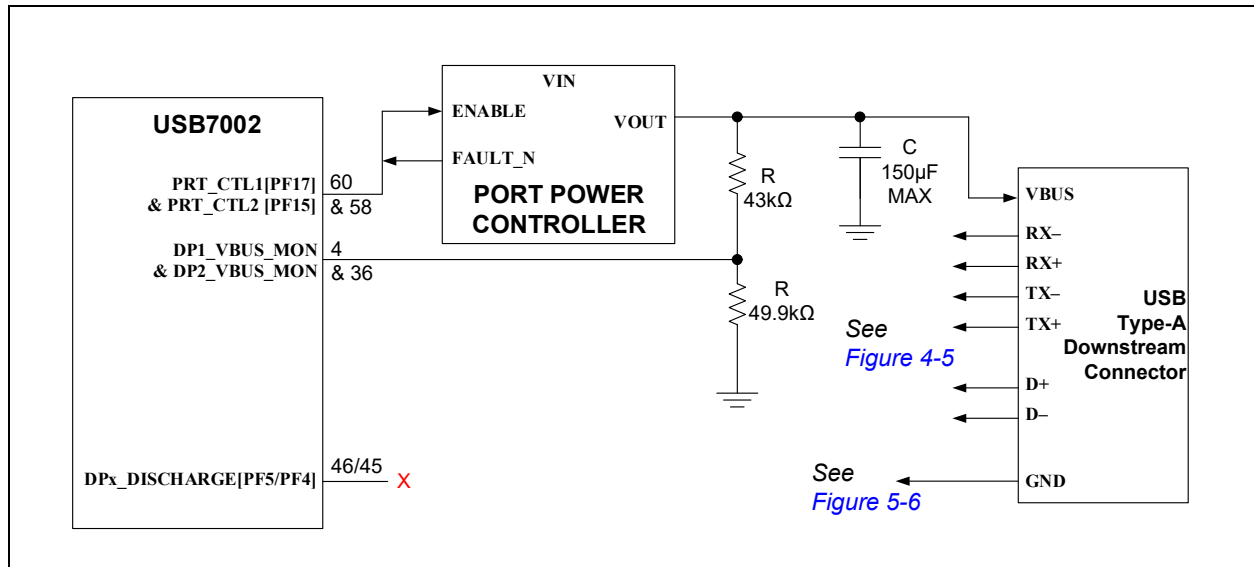 USB7002
PRT_CTL1[PF17]
& PRT_CTL2 [PF15]
60
& 58
DP1_VBUS_MON
& DP2_VBUS_MON
4
& 36
DPx_DISCHARGE[PF5/PF4]
46/45
X
VIN
ENABLE
VOUT
FAULT_N
PORT POWER
CONTROLLER
R
43kΩ
R
49.9kΩ
C
150µF
MAX
VBUS
RX–
RX+
TX–
TX+
D+
D–
GND
USB
Type-A
Downstream
Connector
See
Figure 4-5
See
Figure 5-6